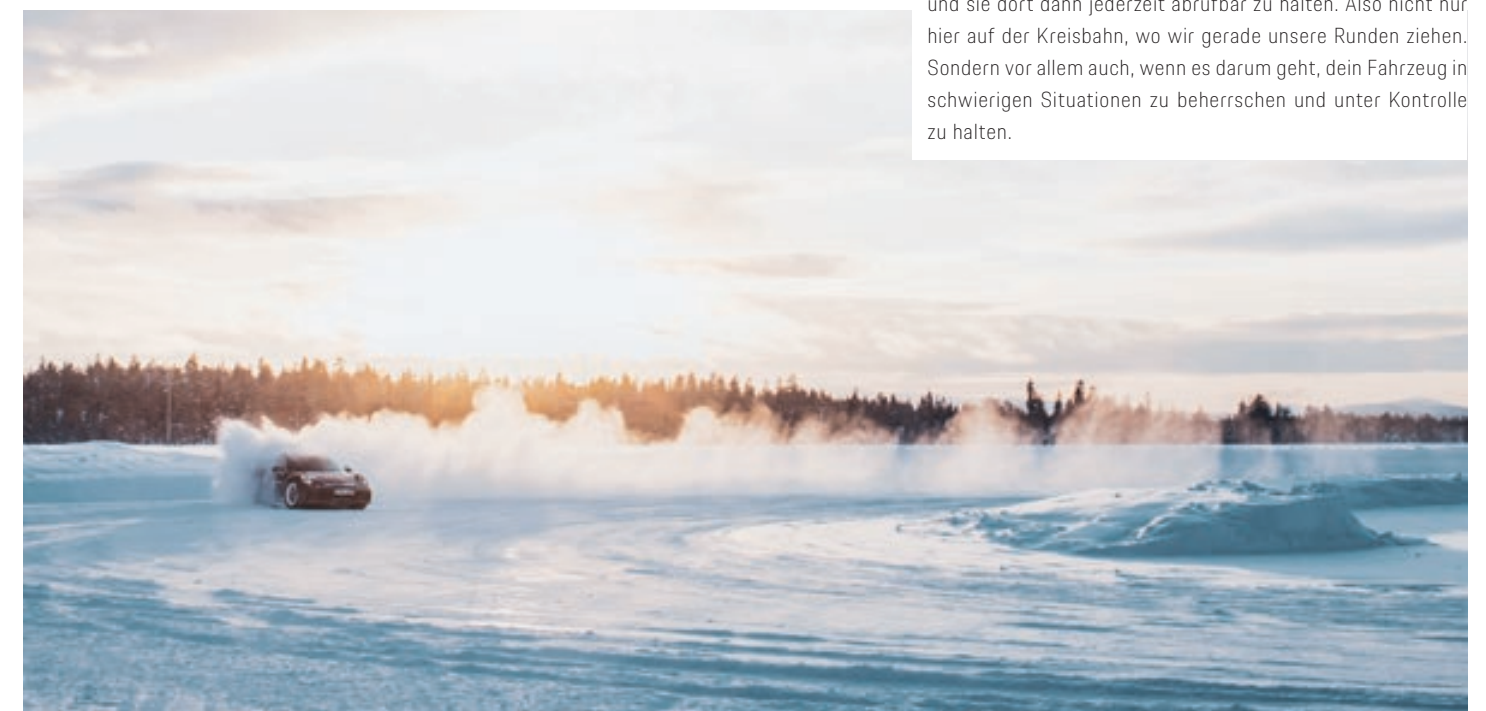 und sie dort dann jederzeit abrufbar zu halten. Also nicht nur
hier auf der Kreisbahn, wo wir gerade unsere Runden ziehen.
Sondern vor allem auch, wenn es darum geht, dein Fahrzeug in
schwierigen Situationen zu beherrschen und unter Kontrolle
zu halten.